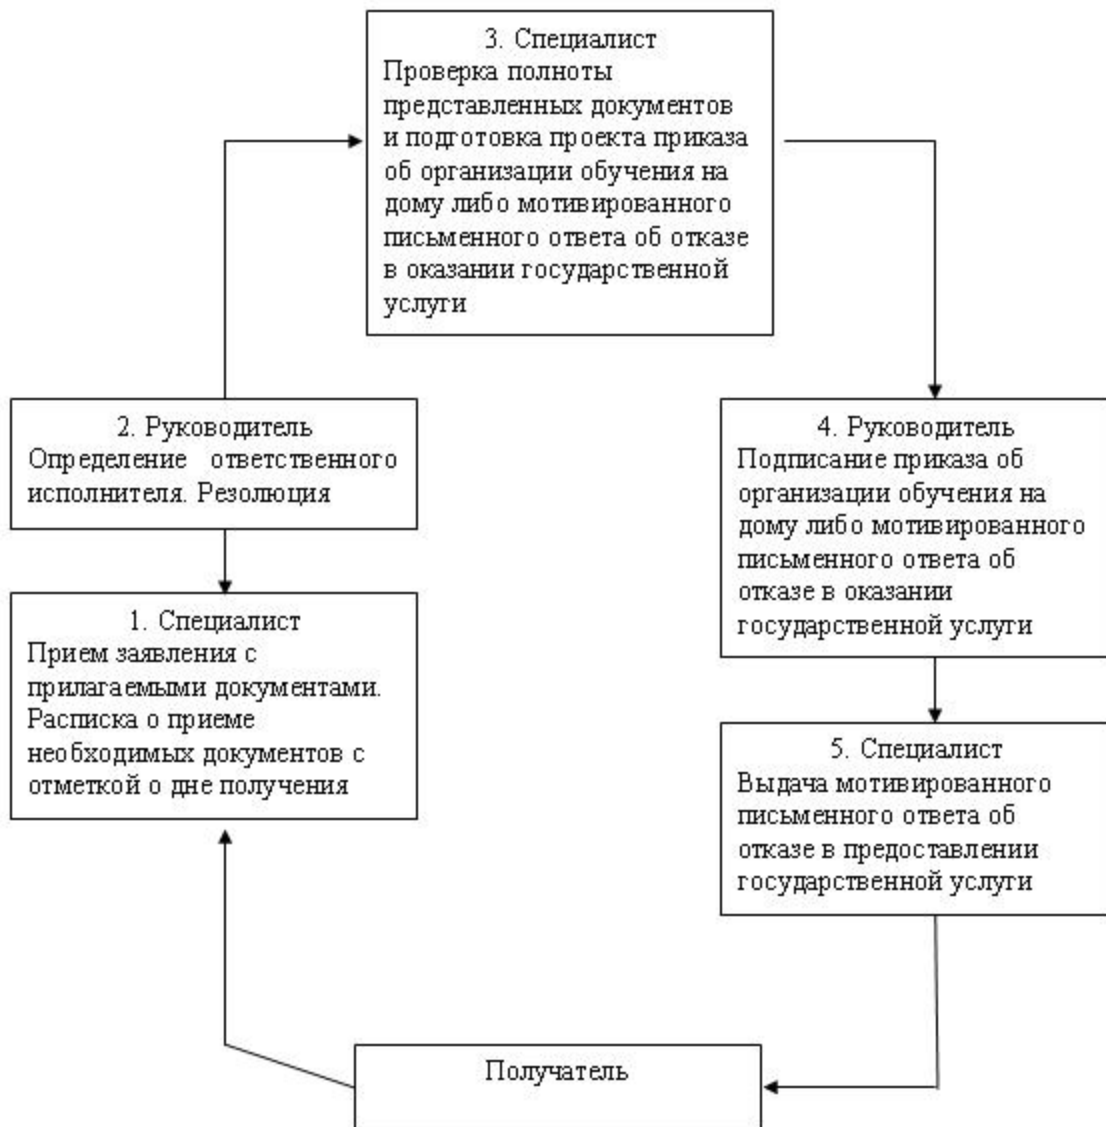 3. Специалист
Проверка полноты
представленных документов
и подготовка проекта приказа
об организации обучения на
дому либо мотивированного
письменного ответа об отказе
в оказании государственной
услуги
2. Руководитель
Определение ответственного
исполнителя. Резолюция
4. Руководитель
Подписание приказа об
организации обучения на
дому либо мотивированного
письменного ответа об
отказе в оказании
государственной услуги
1. Специалист
Прием заявления с
прилагаемыми документами.
Расписка о приеме
необходимых документов с
отметкой о дне получения
5. Специалист
Выдача мотивированного
письменного ответа об
отказе в предоставлении
государственной услуги
Получатель